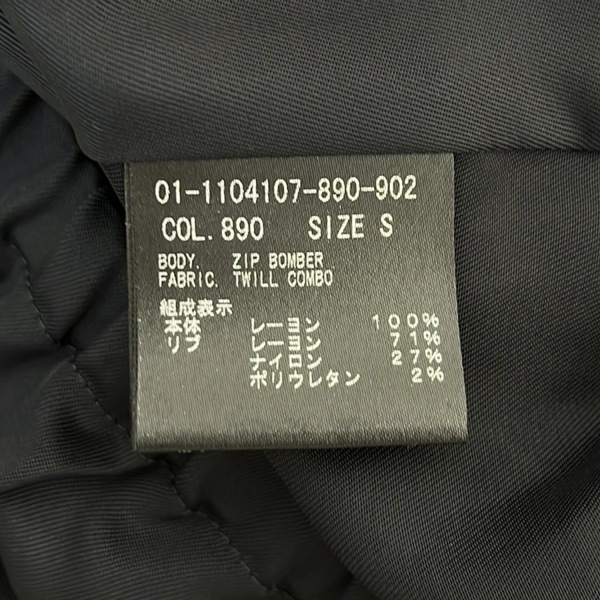 01-1104107-890-902
COL. 890 SIZE S
BODY. ZIP BOMBER
FABRIC. TWILL COMBO
組成表示
本体 レーヨン 100%
リブ レーヨン 71%
ナイロン 27%
ポリウレタン 2%